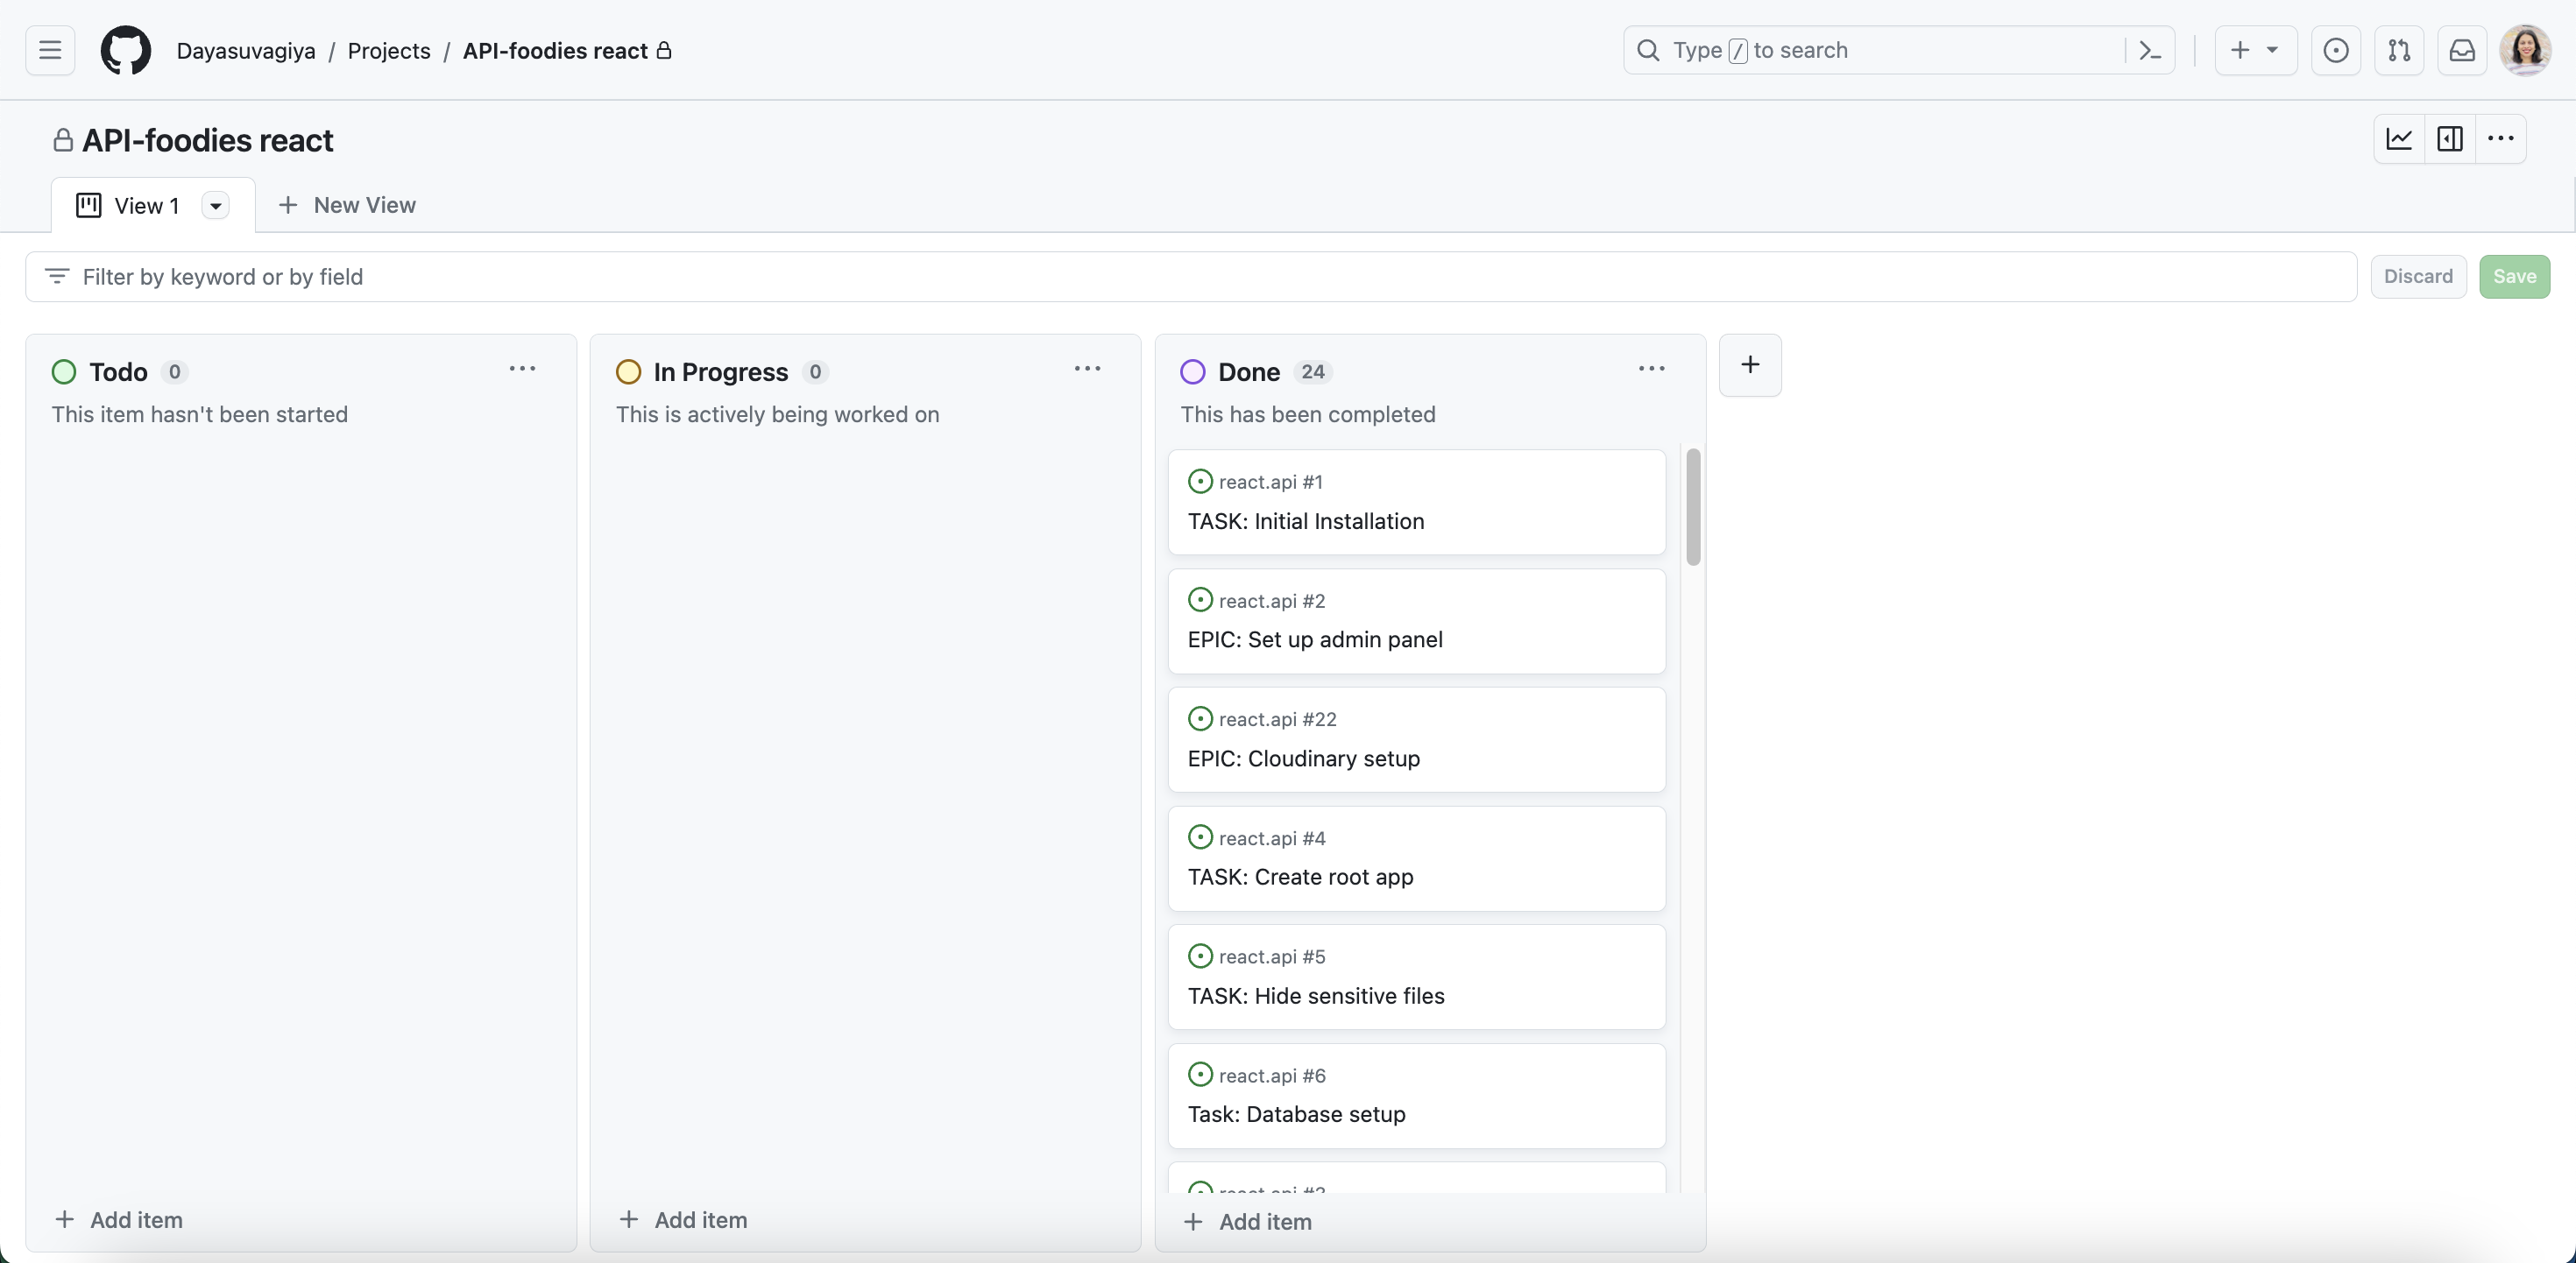 Dayasuvagiya / Projects / API-foodies react
Type / to search
API-foodies react
View 1
New View
Filter by keyword or by field
Discard
Save
Todo 0
This item hasn't been started
Add item
In Progress 0
This is actively being worked on
Add item
Done 24
This has been completed
react.api #1
TASK: Initial Installation
react.api #2
EPIC: Set up admin panel
react.api #22
EPIC: Cloudinary setup
react.api #4
TASK: Create root app
react.api #5
TASK: Hide sensitive files
react.api #6
Task: Database setup
react.api
Add item